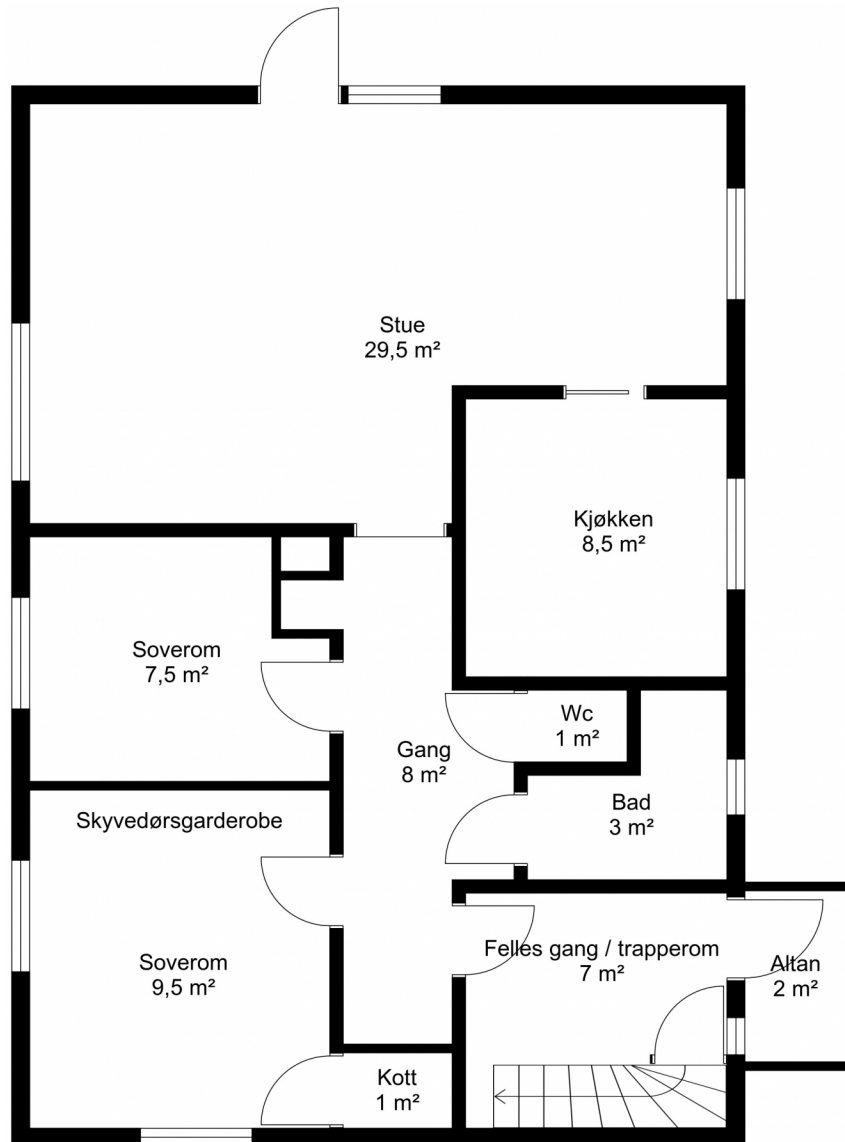 Stue
29,5 m²
Kjøkken
8,5 m²
Soverom
7,5 m²
Wc
1 m²
Gang
8 m²
Bad
3 m²
Skyvedørsgarderobe
Soverom
9,5 m²
Felles gang / trapperom
7 m²
Altan
2 m²
Kott
1 m²